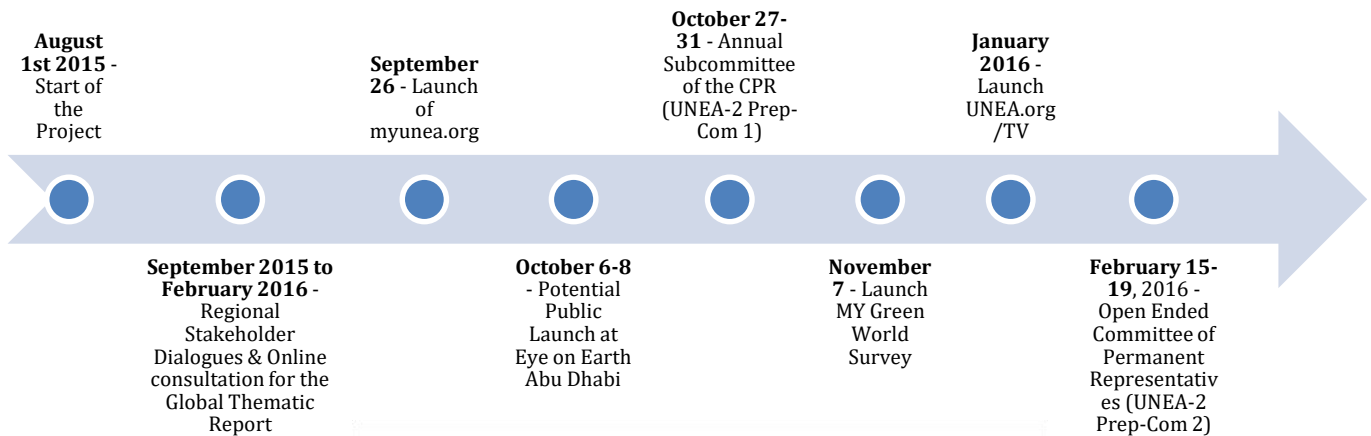 August
1st 2015 -
Start of
the
Project
September 2015 to
February 2016 -
Regional
Stakeholder
Dialogues & Online
consultation for the
Global Thematic
Report
September
26 - Launch
of
myunea.org
October 6-8
- Potential
Public
Launch at
Eye on Earth
Abu Dhabi
October 27-
31 - Annual
Subcommittee
of the CPR
(UNEA-2 Prep-
Com 1)
November
7 - Launch
MY Green
World
Survey
January
2016 -
Launch
UNEA.org
/TV
February 15-
19, 2016 -
Open Ended
Committee of
Permanent
Representativ
es (UNEA-2
Prep-Com 2)